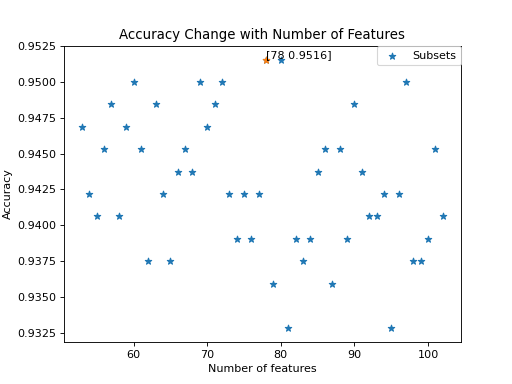 Accuracy Change with Number of Features
[78 0.9516]
Subsets
0.9525
0.9500
0.9475
0.9450
0.9425
0.9400
0.9375
0.9350
0.9325
Accuracy
60 70 80 90 100
Number of features